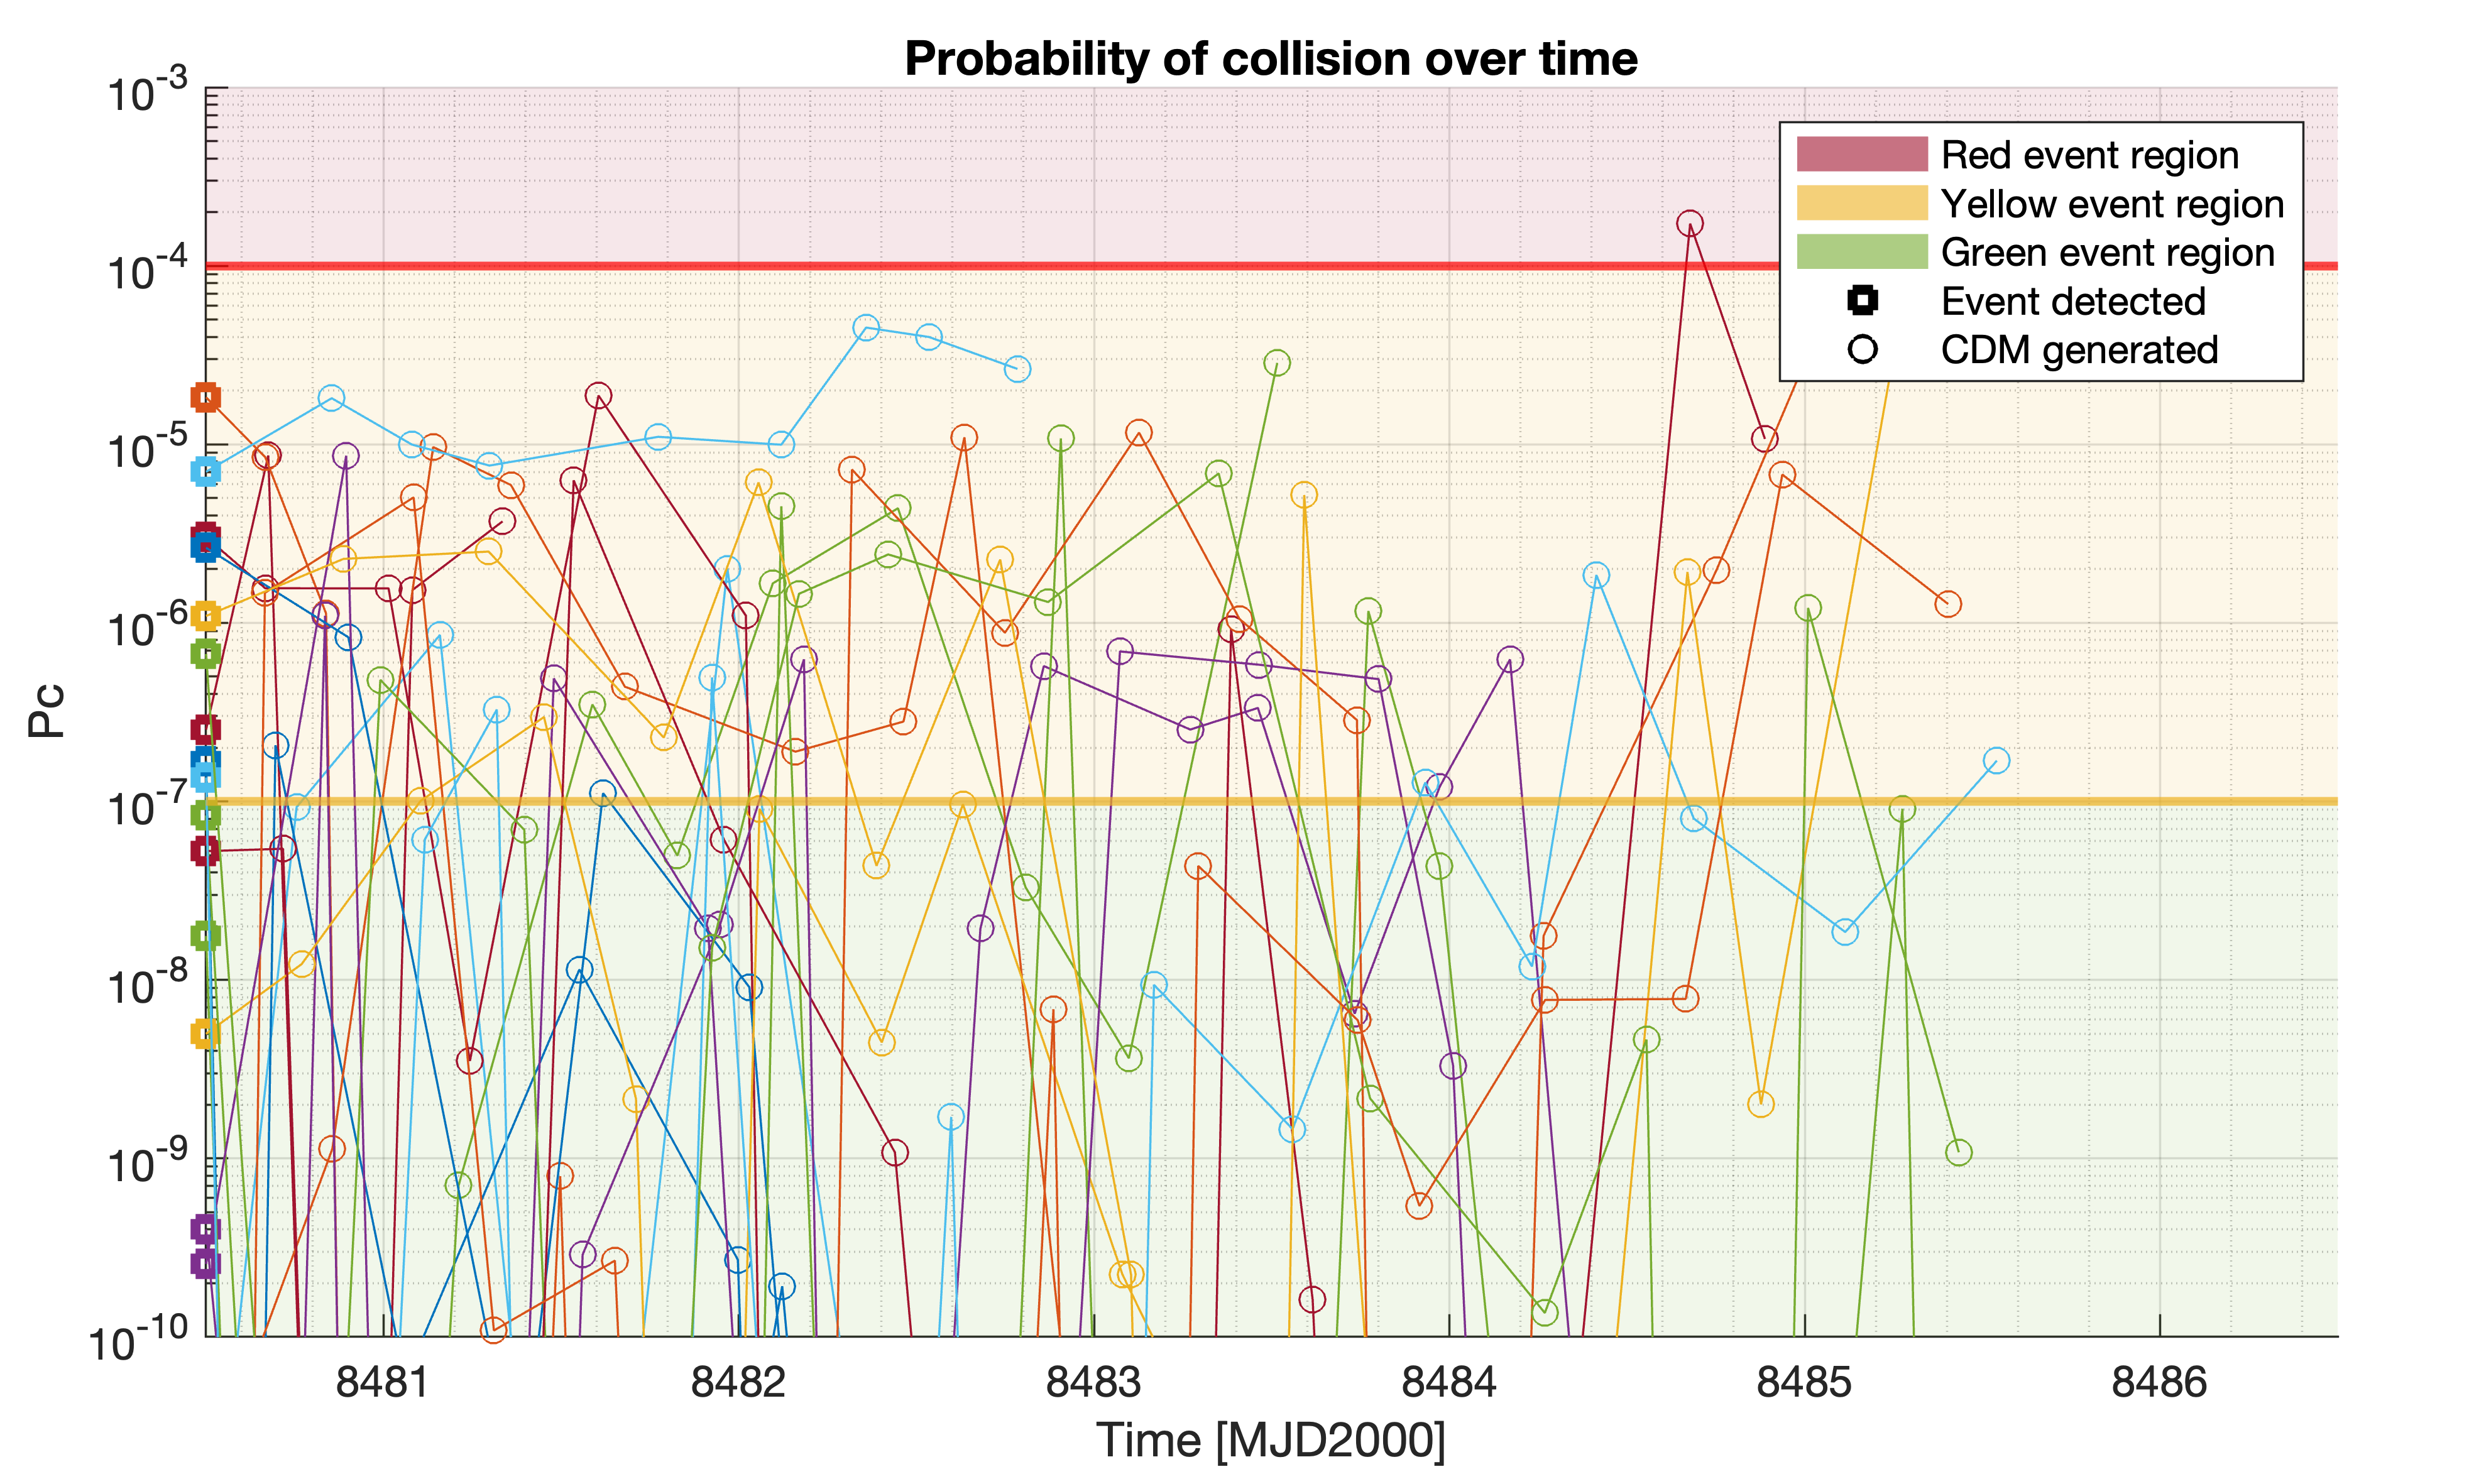 Probability of collision over time
10^-3
10^-4
10^-5
10^-6
10^-7
10^-8
10^-9
10^-10
Pc
Red event region
Yellow event region
Green event region
Event detected
CDM generated
8481 8482 8483 8484 8485 8486
Time [MJD2000]